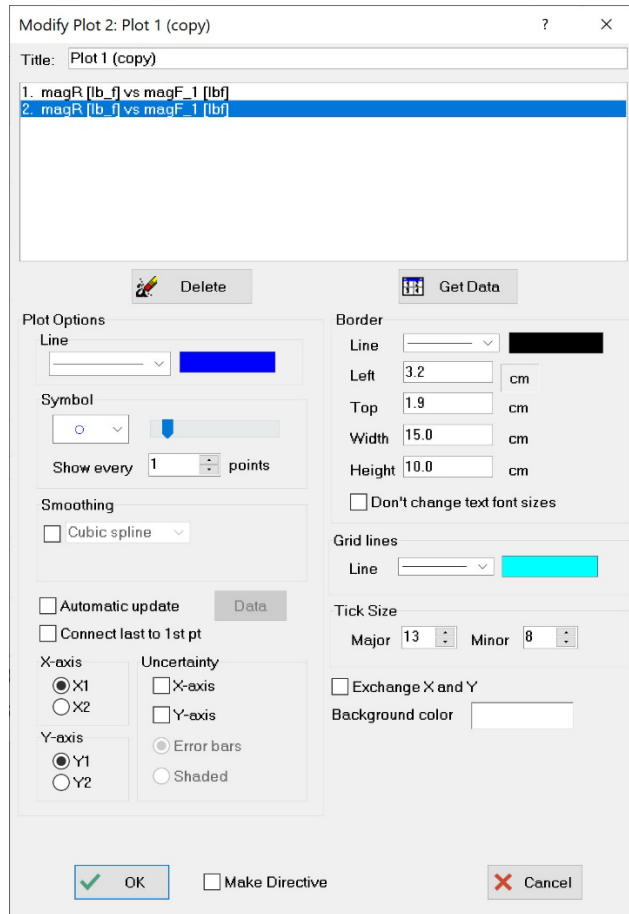 Modify Plot 2: Plot 1 (copy) ?
Title: Plot 1 (copy)
1. magR [lb_f] vs magF_1 [lbf]
2. magR [lb_f] vs magF_1 [lbf]
Delete
Get Data
Plot Options
Line
Symbol
Show every 1 points
Smoothing
Cubic spline
Automatic update Data
Connect last to 1st pt
X-axis
X1
X2
Y-axis
Y1
Y2
Uncertainty
X-axis
Y-axis
Error bars
Shaded
Border
Line
Left 3.2 cm
Top 1.9 cm
Width 15.0 cm
Height 10.0 cm
Don't change text font sizes
Grid lines
Line
Tick Size
Major 13 Minor 8
Exchange X and Y
Background color
OK
Make Directive
Cancel